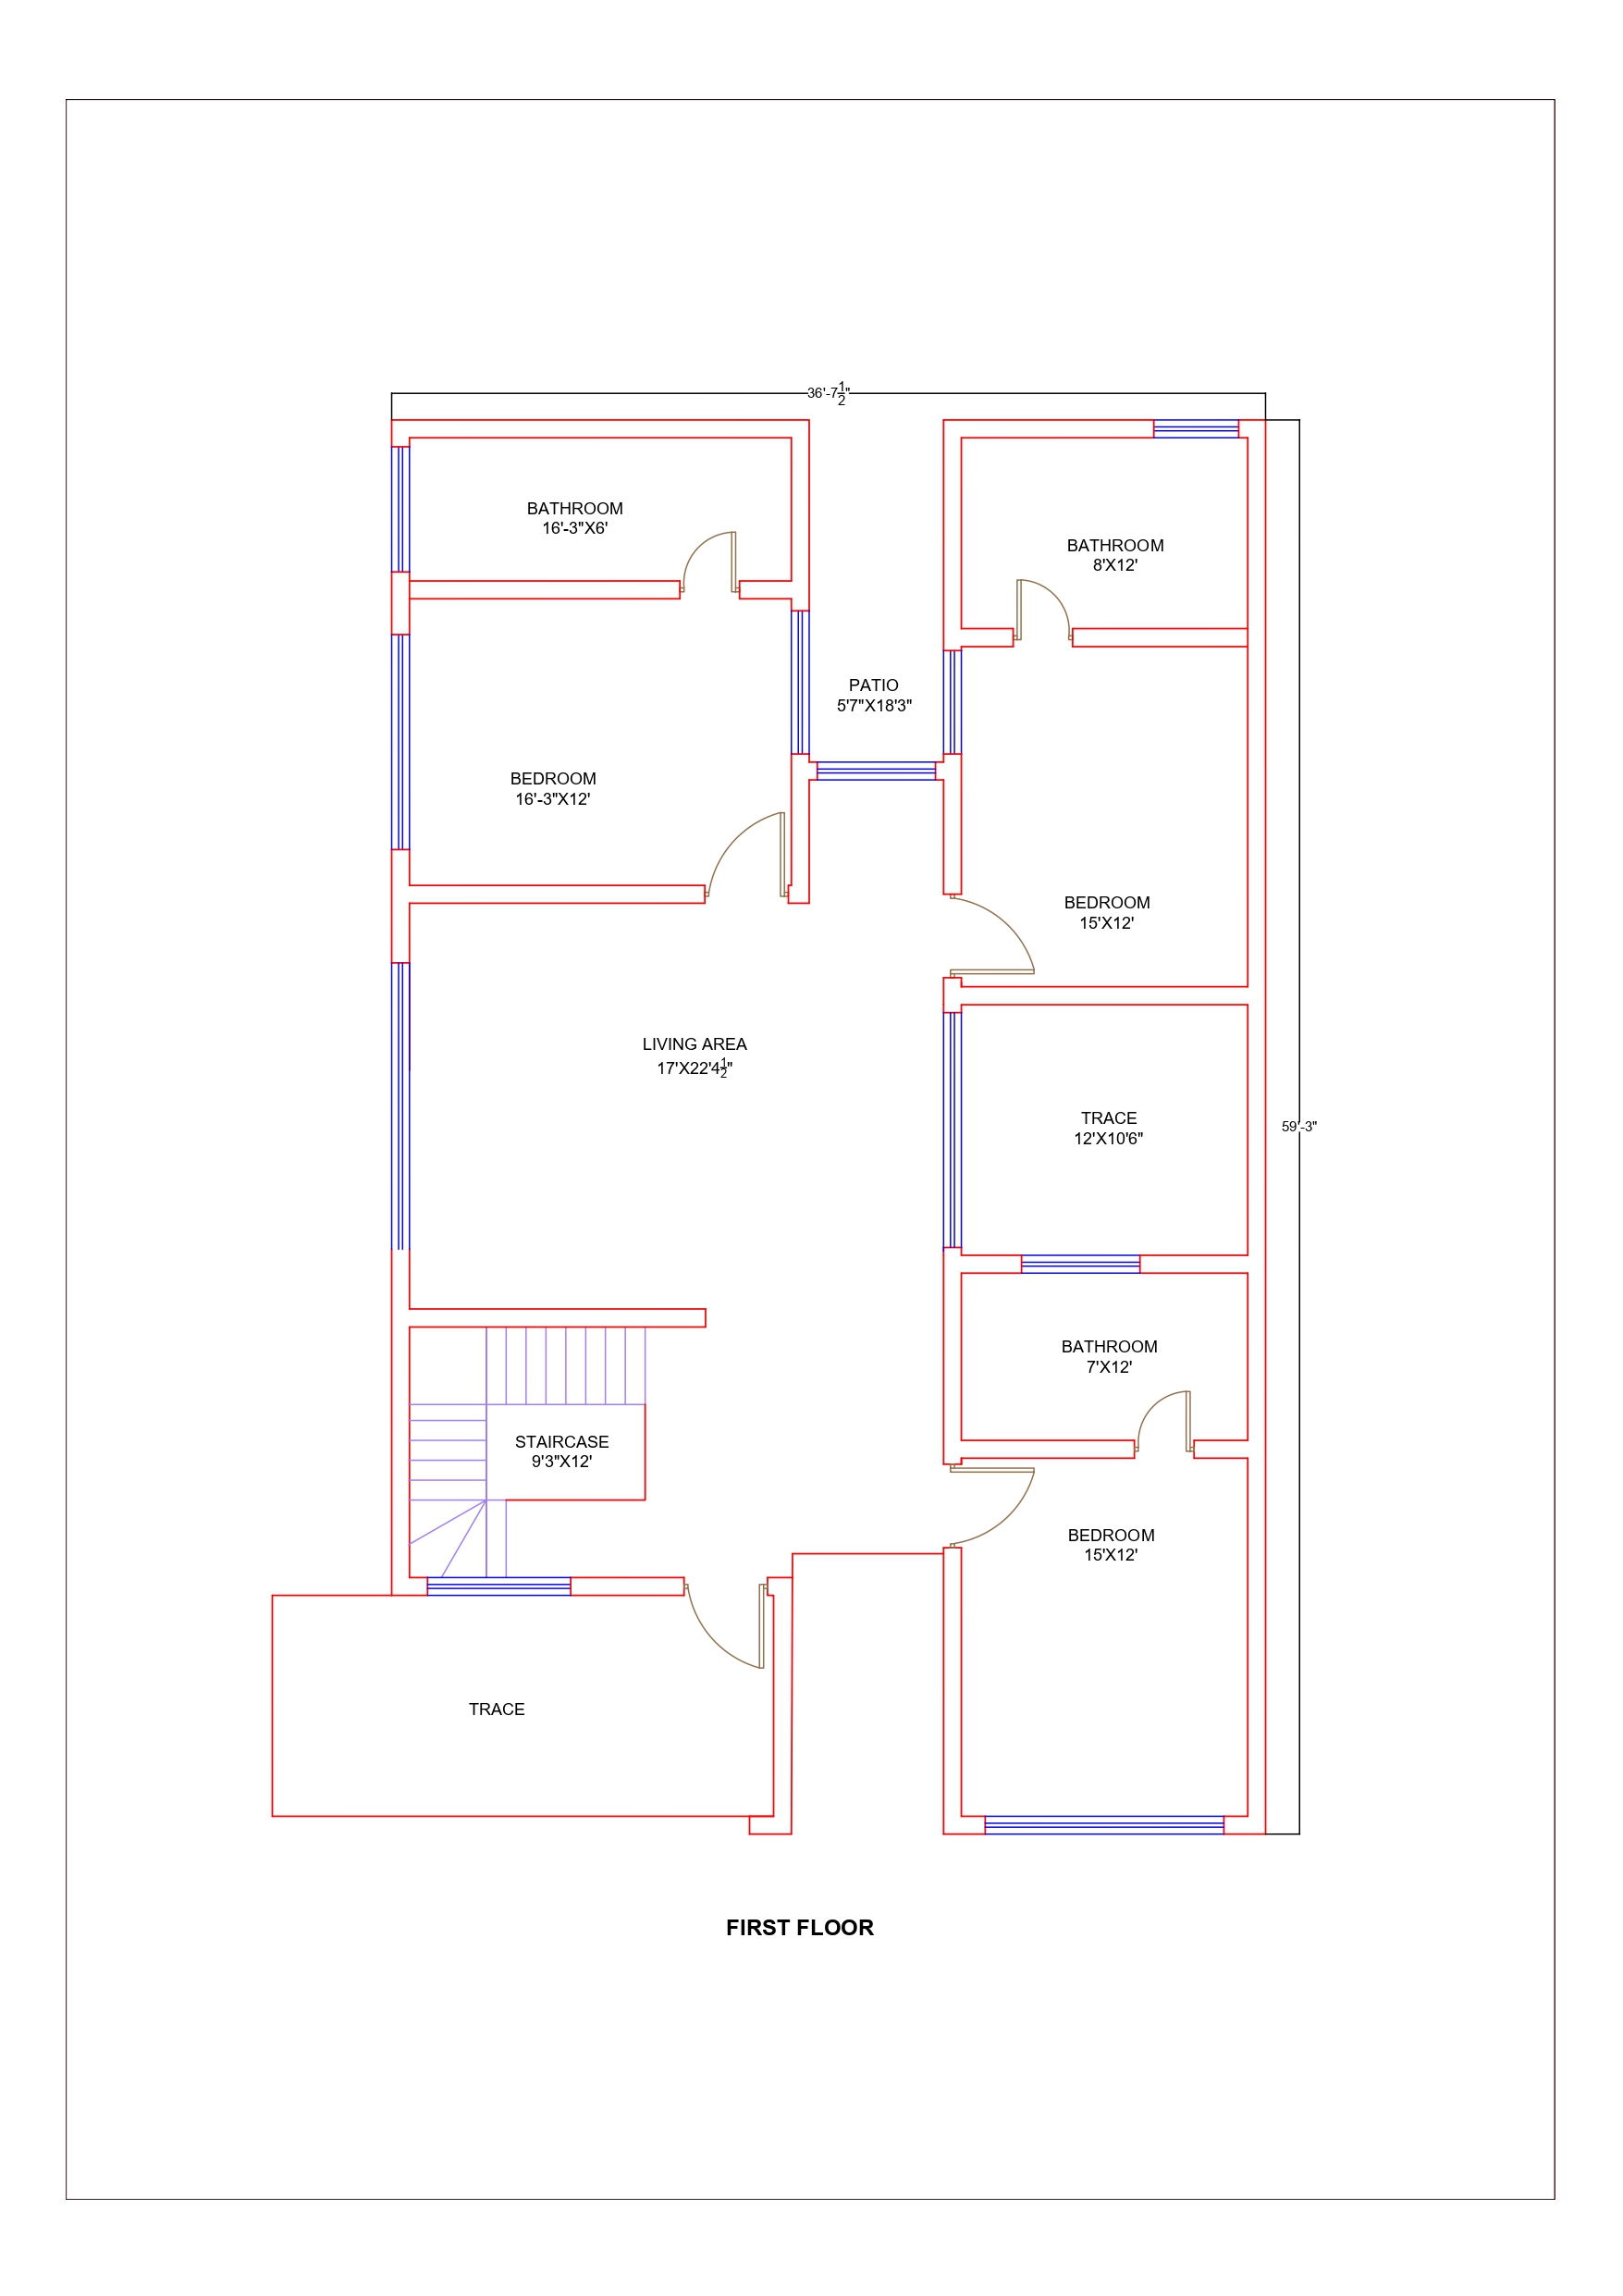 36'-7 1/2"
BATHROOM
16'-3"X6'
BATHROOM
8'X12'
PATIO
5'7"X18'3"
BEDROOM
16'-3"X12'
BEDROOM
15'X12'
LIVING AREA
17'X22'4 1/2"
TRACE
12'X10'6"
59'-3"
BATHROOM
7'X12'
STAIRCASE
9'3"X12'
BEDROOM
15'X12'
TRACE
FIRST FLOOR